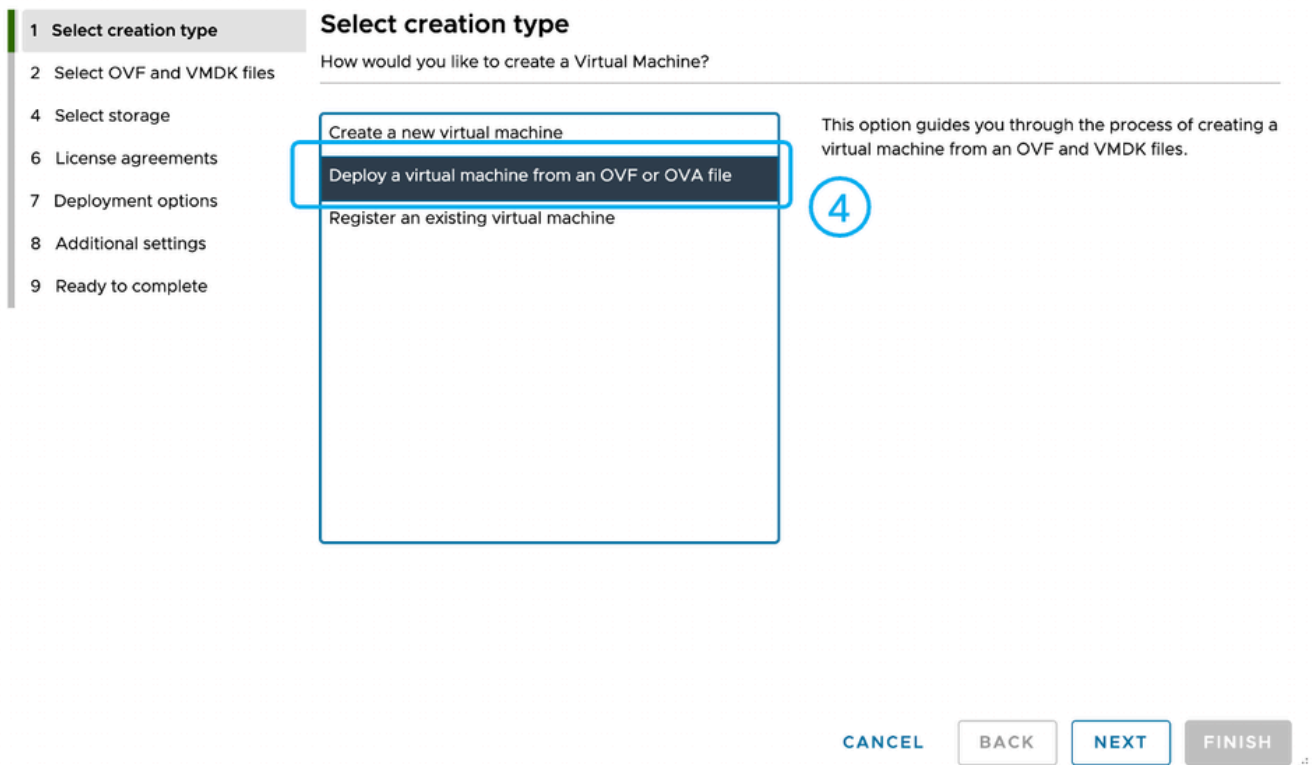 1 Select creation type
2 Select OVF and VMDK files
4 Select storage
6 License agreements
7 Deployment options
8 Additional settings
9 Ready to complete
Select creation type
How would you like to create a Virtual Machine?
Create a new virtual machine
Deploy a virtual machine from an OVF or OVA file
Register an existing virtual machine
This option guides you through the process of creating a
virtual machine from an OVF and VMDK files.
4
CANCEL
BACK
NEXT
FINISH